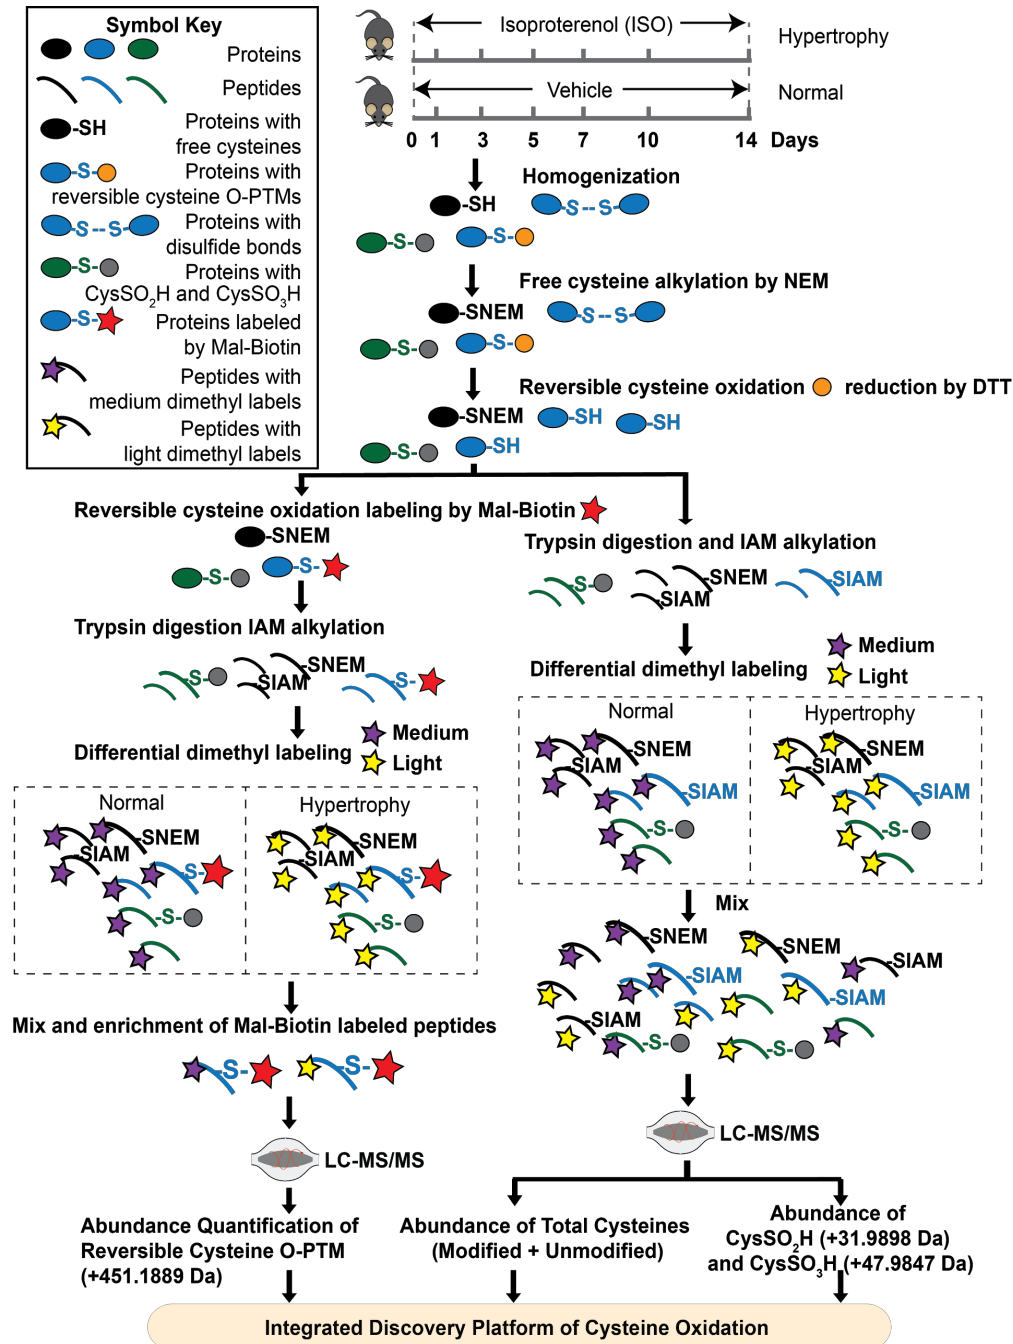 Symbol Key
Proteins
Peptides
-SH
Proteins with
free cysteines
-S-
Proteins with
reversible cysteine O-PTMs
-S--S-
Proteins with
disulfide bonds
-S-
Proteins with
CysSO2H and CysSO3H
-S-
Proteins labeled
by Mal-Biotin
Peptides with
medium dimethyl labels
Peptides with
light dimethyl labels
Isoproterenol (ISO)
Hypertrophy
Vehicle
Normal
0 1 3 5 7 10 14 Days
Homogenization
-SH
-S--S-
-S-
-S-
Free cysteine alkylation by NEM
-SNEM
-S--S-
-S-
-S-
Reversible cysteine oxidation reduction by DTT
-SNEM
-SH
-SH
-S-
-SH
Reversible cysteine oxidation labeling by Mal-Biotin
-SNEM
-S-
-S-
Trypsin digestion IAM alkylation
-S-
-SNEM
-SIAM
-S-
Differential dimethyl labeling
Medium
Light
Normal
-SNEM
-SIAM
-S-
-S-
Hypertrophy
-SNEM
-SIAM
-S-
-S-
Mix and enrichment of Mal-Biotin labeled peptides
-S-
-S-
LC-MS/MS
Abundance Quantification of
Reversible Cysteine O-PTM
(+451.1889 Da)
Trypsin digestion and IAM alkylation
-S-
-SNEM
-SIAM
-SIAM
Differential dimethyl labeling
Medium
Light
Normal
-SNEM
-SIAM
-SIAM
-S-
Hypertrophy
-SNEM
-SIAM
-SIAM
-S-
Mix
-SNEM
-SNEM
-SIAM
-SIAM
-SIAM
-SIAM
-S-
-S-
LC-MS/MS
Abundance of Total Cysteines
(Modified + Unmodified)
Abundance of
CysSO2H (+31.9898 Da)
and CysSO3H (+47.9847 Da)
Integrated Discovery Platform of Cysteine Oxidation